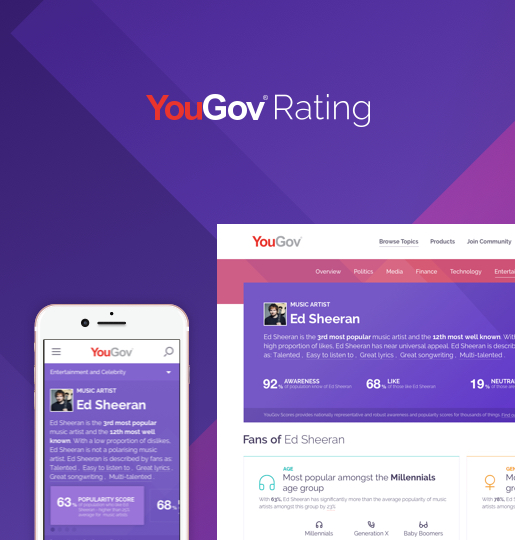 YouGov© Rating
YouGov
Browse Topics Products Join Community
Overview Politics Media Finance Technology Entertai
MUSIC ARTIST
Ed Sheeran
Ed Sheeran is the 3rd most popular music artist and the 12th most well known. With
high proportion of likes, Ed Sheeran has near universal appeal. Ed Sheeran is describ
as: Talented . Easy to listen to . Great lyrics . Great songwriting . Multi-talented .
92% AWARENESS
of population more of Ed Sheeran
68% LIKE
of those like Ed Sheeran
19% NEUTRA
of those are
YouGov Scores provides nationally representative and robust awareness and popularity scores for thousands of things. Find o
Fans of Ed Sheeran
AGE
Most popular amongst the Millennials
age group
With 63%, Ed Sheeran has significantly more than the average popularity of music
artists amongst this group by 23%
Millennials Generation X Baby Boomers
GEN
Mo
gr
With 78%, Ed S
artists amongst
YouGov
Entertainment and Celebrity
MUSIC ARTIST
Ed Sheeran
Ed Sheeran is the 3rd most popular
music artist and the 12th most well
known. With a low proportion of dislikes,
Ed Sheeran is not a polarising music
artist. Ed Sheeran is described by fans as:
Talented . Easy to listen to . Great lyrics .
Great songwriting . Multi-talented .
63% POPULARITY SCORE
68%